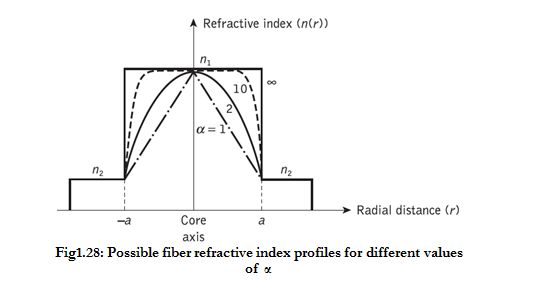 Refractive index (n(r))
n₁
∞
10
2
α = 1
n₂
n₂
Radial distance (r)
–a
Core
axis
a
Fig1.28: Possible fiber refractive index profiles for different values
of α